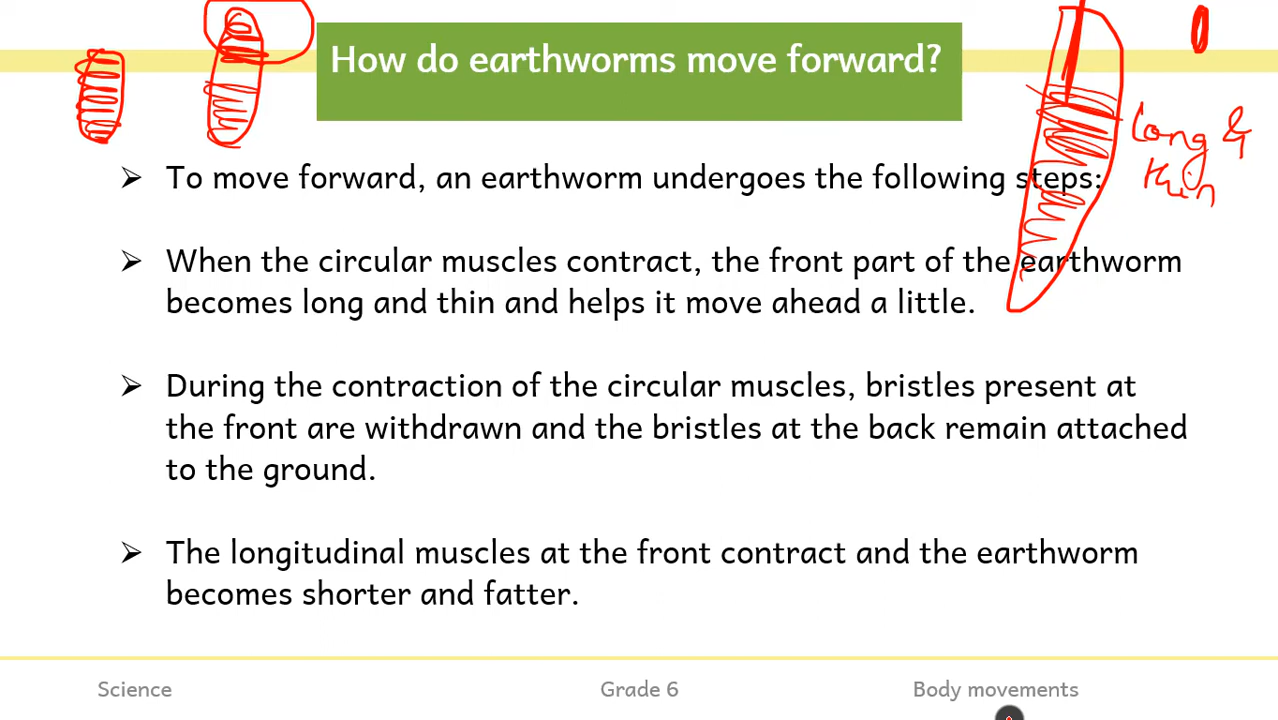 How do earthworms move forward?
➢ To move forward, an earthworm undergoes the following steps:
➢ When the circular muscles contract, the front part of the earthworm
becomes long and thin and helps it move ahead a little.
➢ During the contraction of the circular muscles, bristles present at
the front are withdrawn and the bristles at the back remain attached
to the ground.
➢ The longitudinal muscles at the front contract and the earthworm
becomes shorter and fatter.
long &
thin
Science
Grade 6
Body movements